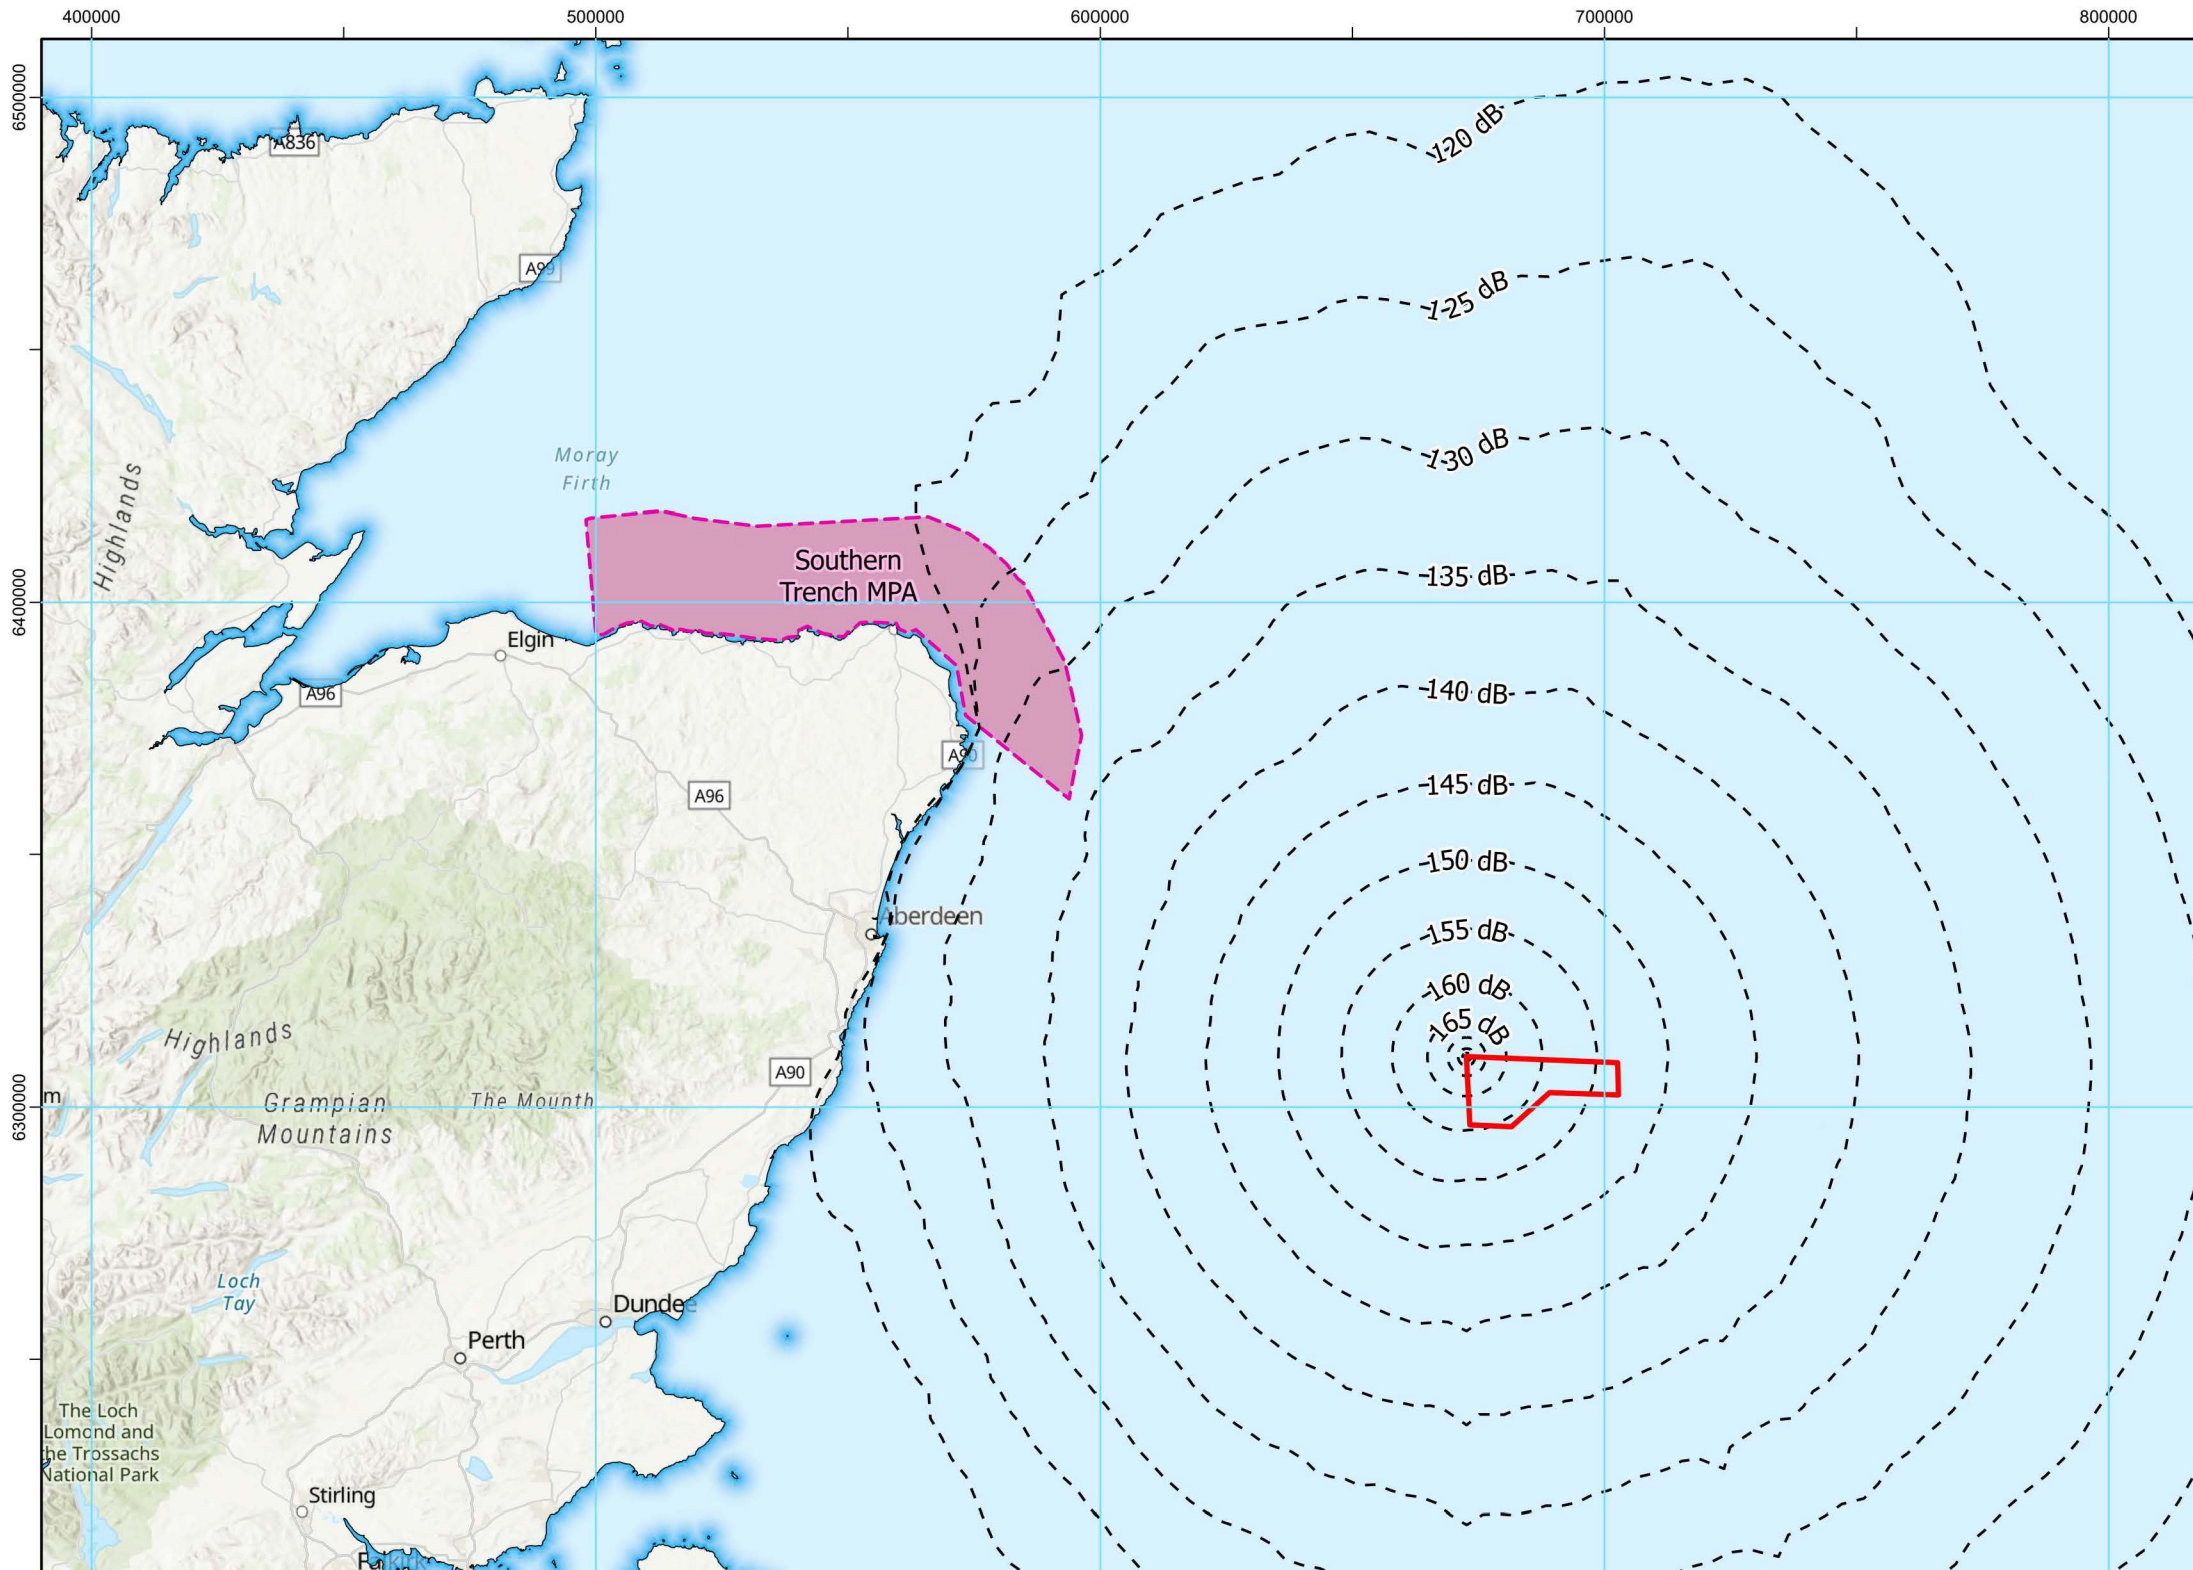 400000
500000
600000
700000
800000
6500000
6400000
6300000
A836
A99
120 dB
125 dB
130 dB
135 dB
140 dB
145 dB
150 dB
155 dB
160 dB
165 dB
Moray
Firth
Highlands
Southern
Trench MPA
Elgin
A96
A90
A96
Aberdeen
Highlands
A90
m
Grampian
Mountains
The Mounth
Loch
Tay
Dundee
Perth
The Loch
Lomond and
the Trossachs
National Park
Stirling
Falkirk